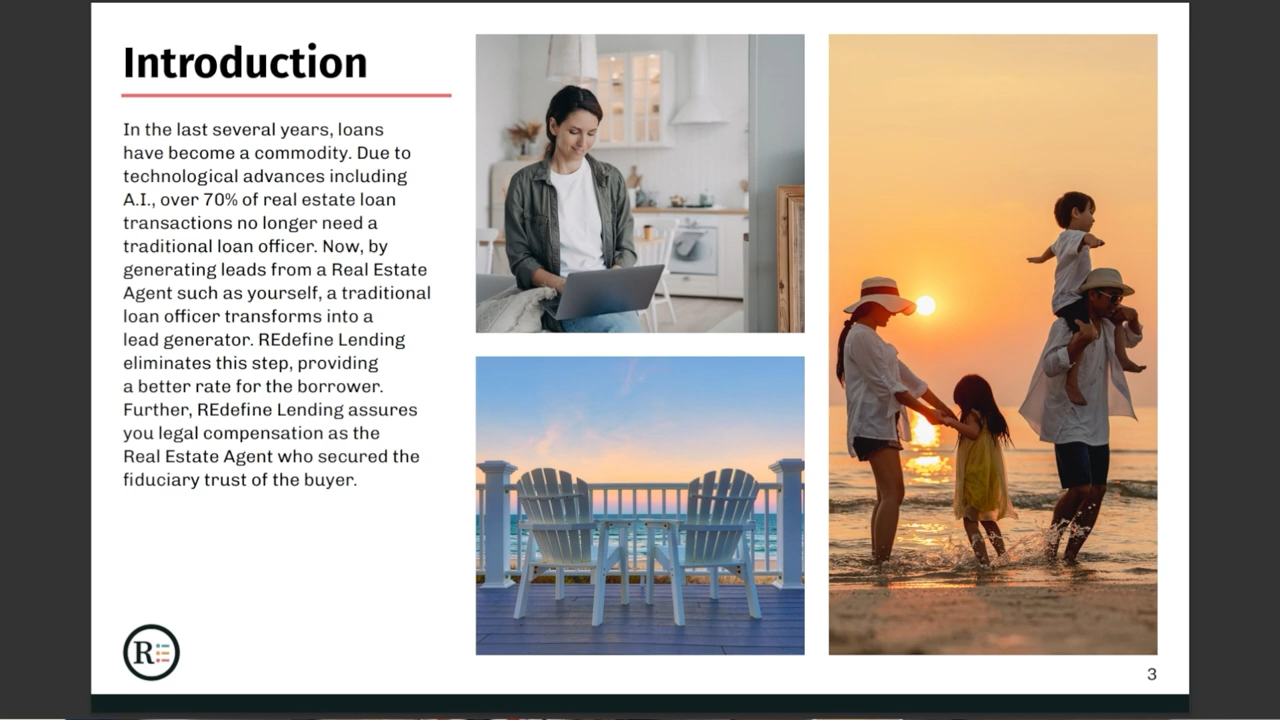 Introduction
In the last several years, loans
have become a commodity. Due to
technological advances including
A.I., over 70% of real estate loan
transactions no longer need a
traditional loan officer. Now, by
generating leads from a Real Estate
Agent such as yourself, a traditional
loan officer transforms into a
lead generator. REdefine Lending
eliminates this step, providing
a better rate for the borrower.
Further, REdefine Lending assures
you legal compensation as the
Real Estate Agent who secured the
fiduciary trust of the buyer.
R
3